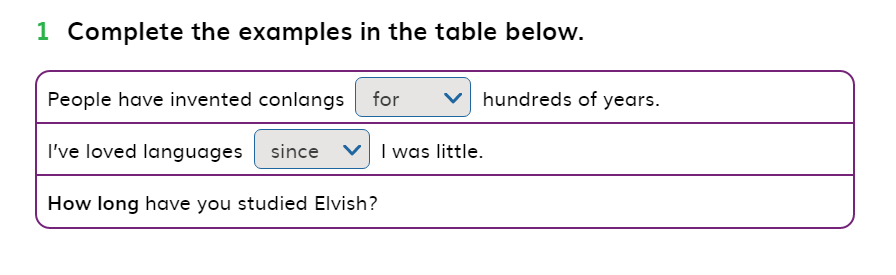 1 Complete the examples in the table below.
People have invented conlangs for hundreds of years.
I've loved languages since I was little.
How long have you studied Elvish?